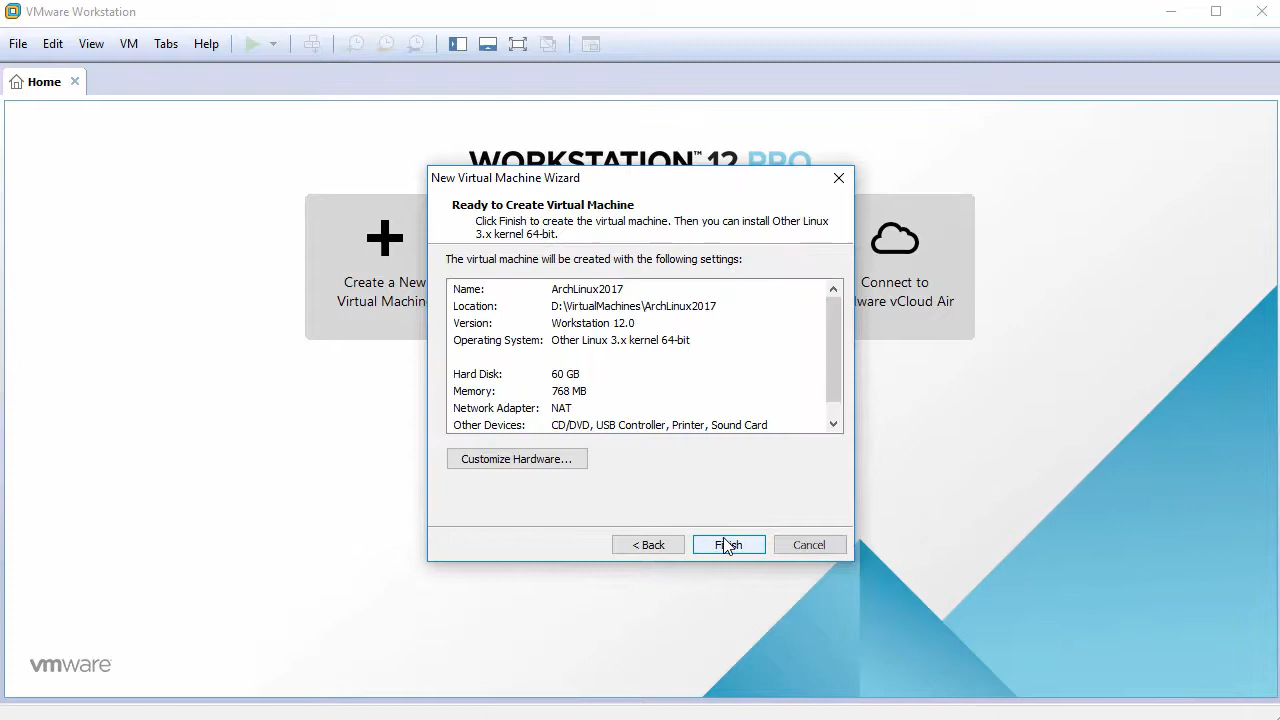 VMware Workstation
File Edit View VM Tabs Help
Home
WORKSTATION™ 12 PRO
Create a New
Virtual Machin
Connect to
ware vCloud Air
New Virtual Machine Wizard
Ready to Create Virtual Machine
Click Finish to create the virtual machine. Then you can install Other Linux
3.x kernel 64-bit.
The virtual machine will be created with the following settings:
Name: ArchLinux2017
Location: D:\VirtualMachines\ArchLinux2017
Version: Workstation 12.0
Operating System: Other Linux 3.x kernel 64-bit
Hard Disk: 60 GB
Memory: 768 MB
Network Adapter: NAT
Other Devices: CD/DVD, USB Controller, Printer, Sound Card
Customize Hardware...
< Back Finish Cancel
vmware